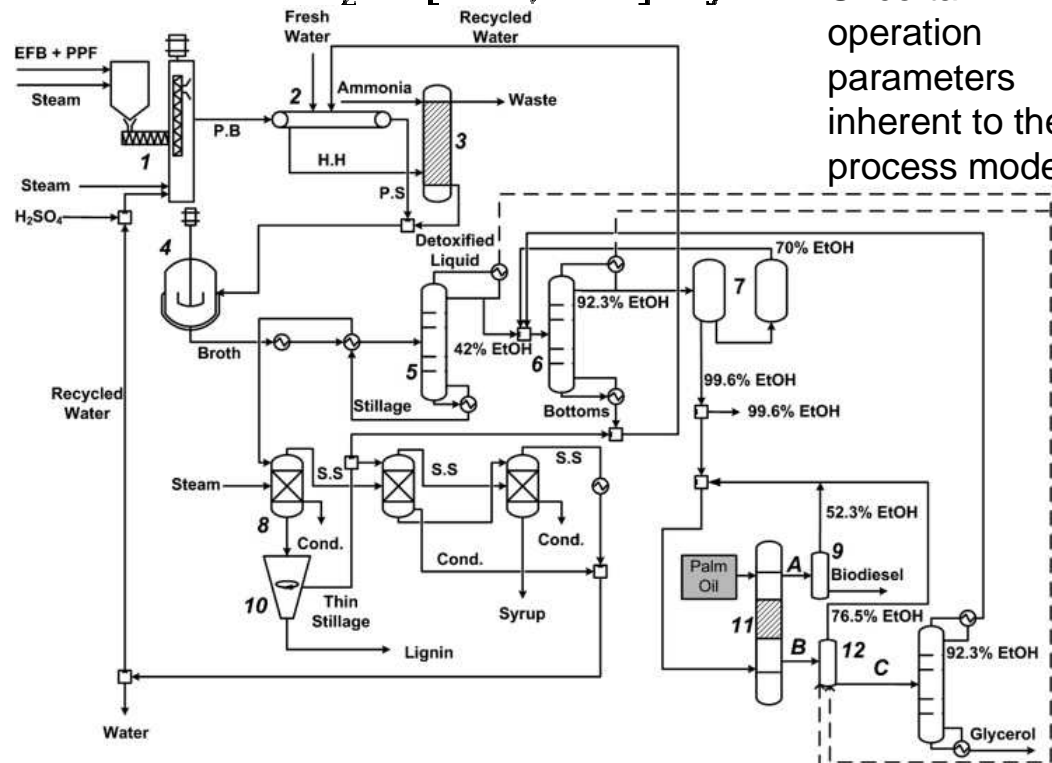 operation
parameters
inherent to the
process mode
Fresh
Water
Recycled
Water
EFB + PPF
Steam
Ammonia
Waste
2
P.B
3
1
H.H
P.S
Steam
H₂SO₄
4
Detoxified
Liquid
70% EtOH
92.3% EtOH
7
Broth
42% EtOH
5
6
Recycled
Water
Stillage
Bottoms
99.6% EtOH
99.6% EtOH
S.S
S.S
S.S
Steam
8
Cond.
Cond.
Cond.
52.3% EtOH
9
Palm
Oil
A
Biodiesel
10
Thin
Stillage
Syrup
76.5% EtOH
11
Lignin
B
12
C
92.3% EtOH
Water
Glycerol